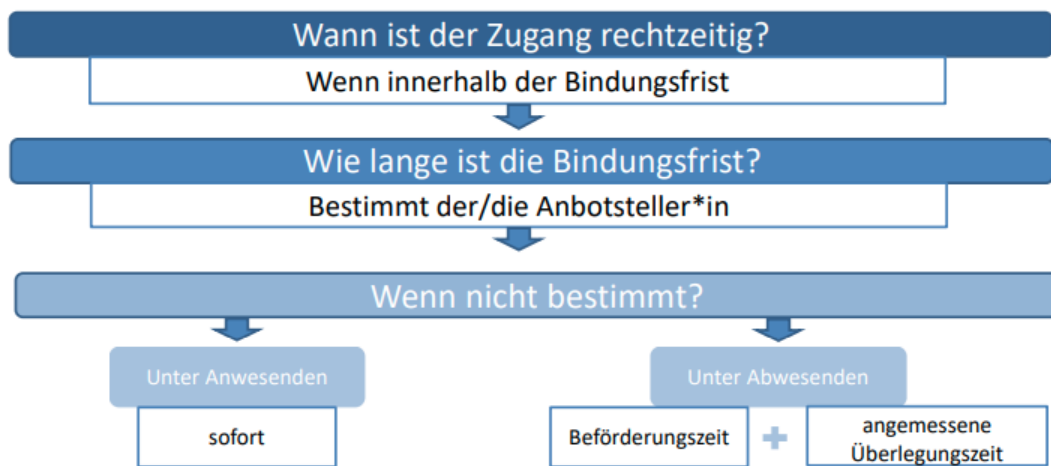 Wann ist der Zugang rechtzeitig?
Wenn innerhalb der Bindungsfrist
Wie lange ist die Bindungsfrist?
Bestimmt der/die Anbotsteller*in
Wenn nicht bestimmt?
Unter Anwesenden
Unter Abwesenden
sofort
Beförderungszeit + angemessene
Überlegungszeit